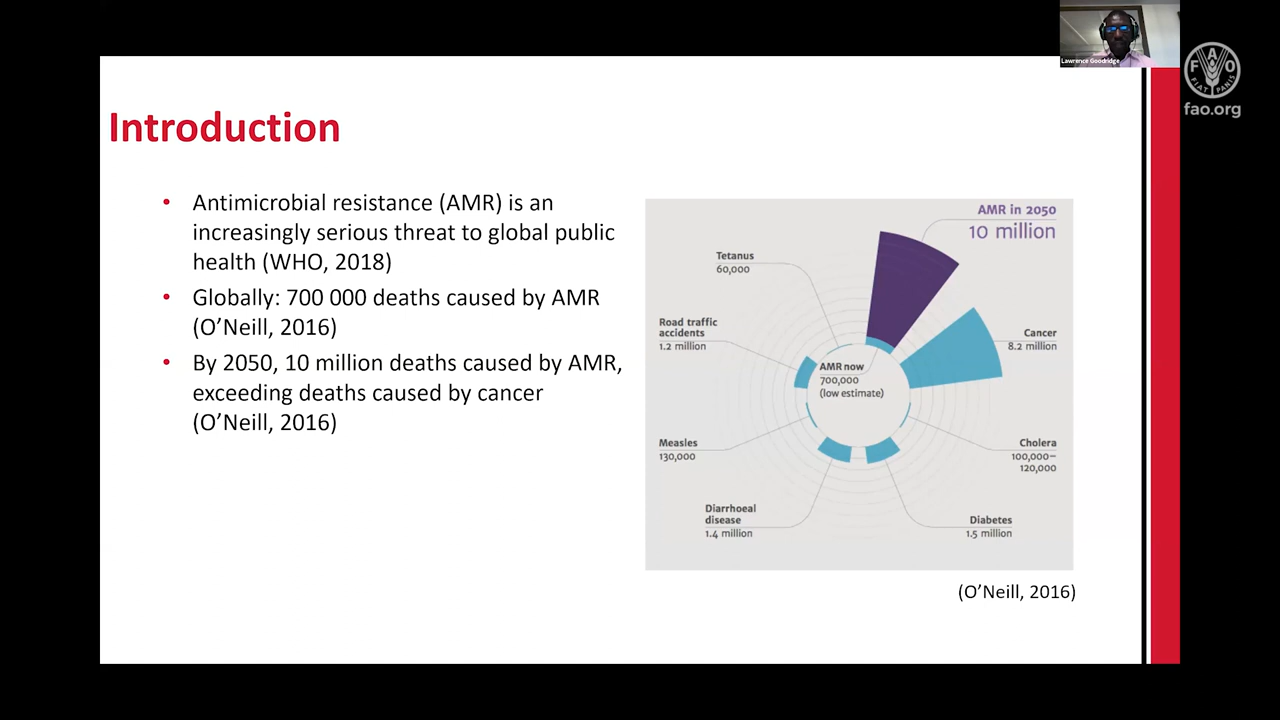 Lawrence Goodridge
FAO
FIAT PANIS
fao.org
Introduction
• Antimicrobial resistance (AMR) is an
increasingly serious threat to global public
health (WHO, 2018)
• Globally: 700 000 deaths caused by AMR
(O’Neill, 2016)
• By 2050, 10 million deaths caused by AMR,
exceeding deaths caused by cancer
(O’Neill, 2016)
AMR in 2050
10 million
Tetanus
60,000
Road traffic
accidents
1.2 million
Cancer
8.2 million
AMR now
700,000
(low estimate)
Measles
130,000
Cholera
100,000–
120,000
Diarrhoeal
disease
1.4 million
Diabetes
1.5 million
(O’Neill, 2016)